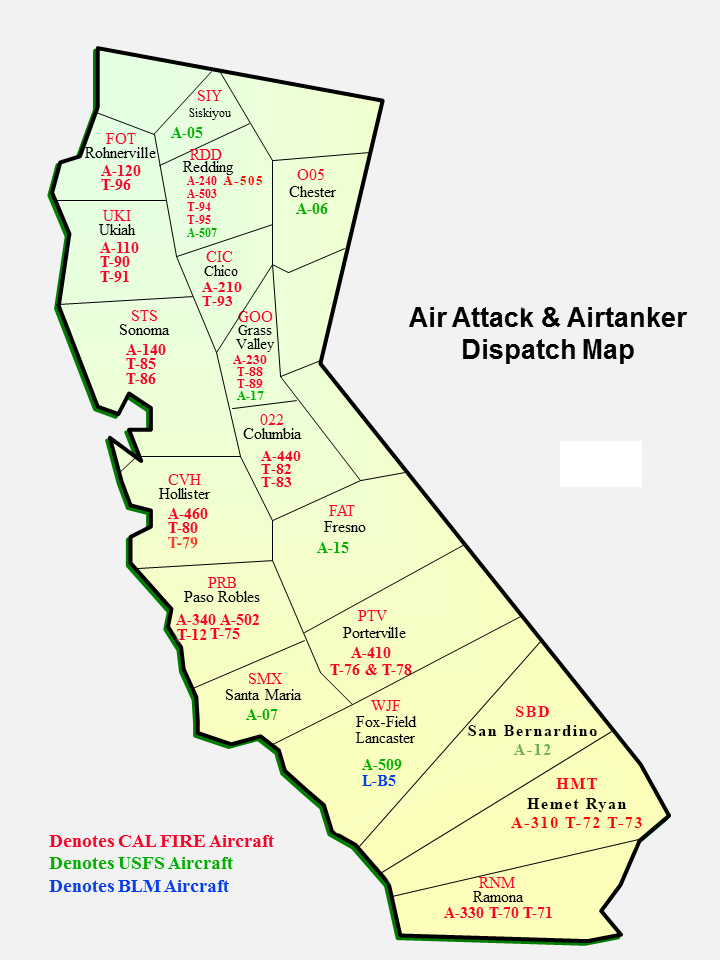 SIY
Siskiyou
A-05
FOT
Rohnerville
A-120
T-96
RDD
Redding
A-240 A-505
A-503
T-94
T-95
A-507
O05
Chester
A-06
UKI
Ukiah
A-110
T-90
T-91
CIC
Chico
A-210
T-93
STS
Sonoma
A-140
T-85
T-86
GOO
Grass
Valley
A-230
T-88
T-89
A-17
Air Attack & Airtanker
Dispatch Map
022
Columbia
A-440
T-82
T-83
CVH
Hollister
A-460
T-80
T-79
FAT
Fresno
A-15
PRB
Paso Robles
A-340 A-502
T-12 T-75
PTV
Porterville
A-410
T-76 & T-78
SMX
Santa Maria
A-07
WJF
Fox-Field
Lancaster
A-509
L-B5
SBD
San Bernardino
A-12
HMT
Hemet Ryan
A-310 T-72 T-73
RNM
Ramona
A-330 T-70 T-71
Denotes CAL FIRE Aircraft
Denotes USFS Aircraft
Denotes BLM Aircraft